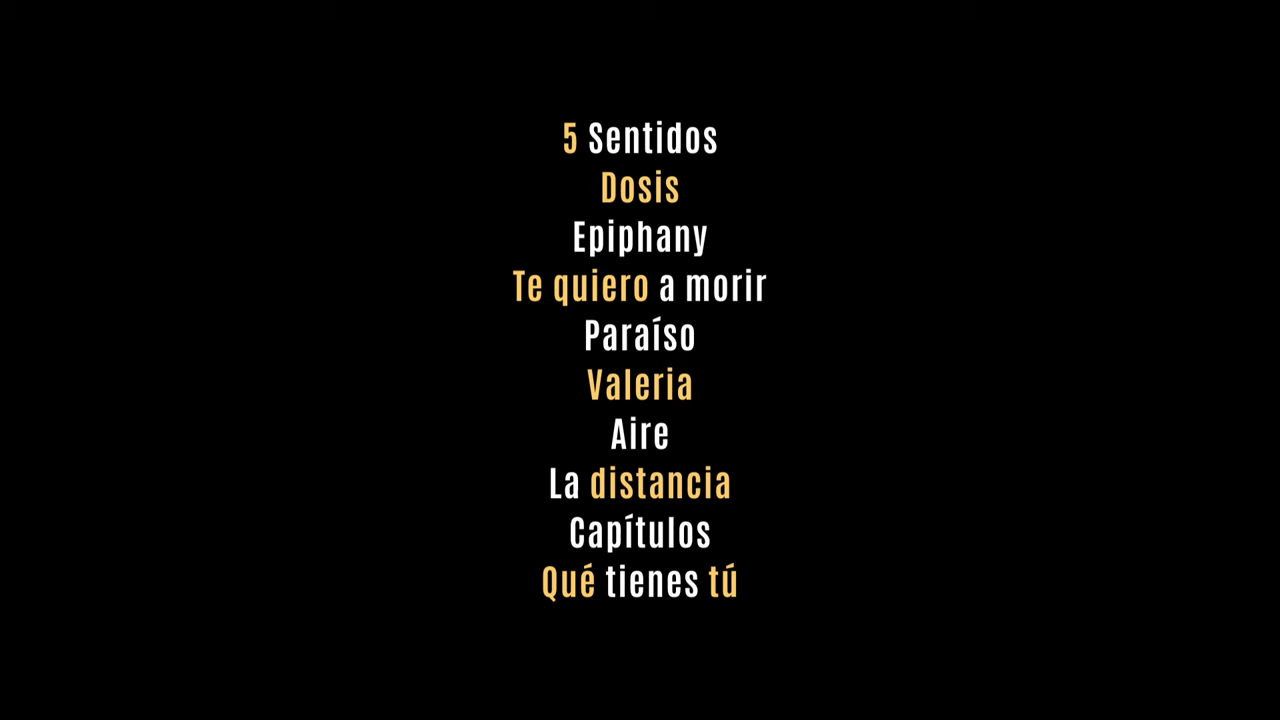 5 Sentidos
Dosis
Epiphany
Te quiero a morir
Paraíso
Valeria
Aire
La distancia
Capítulos
Qué tienes tú